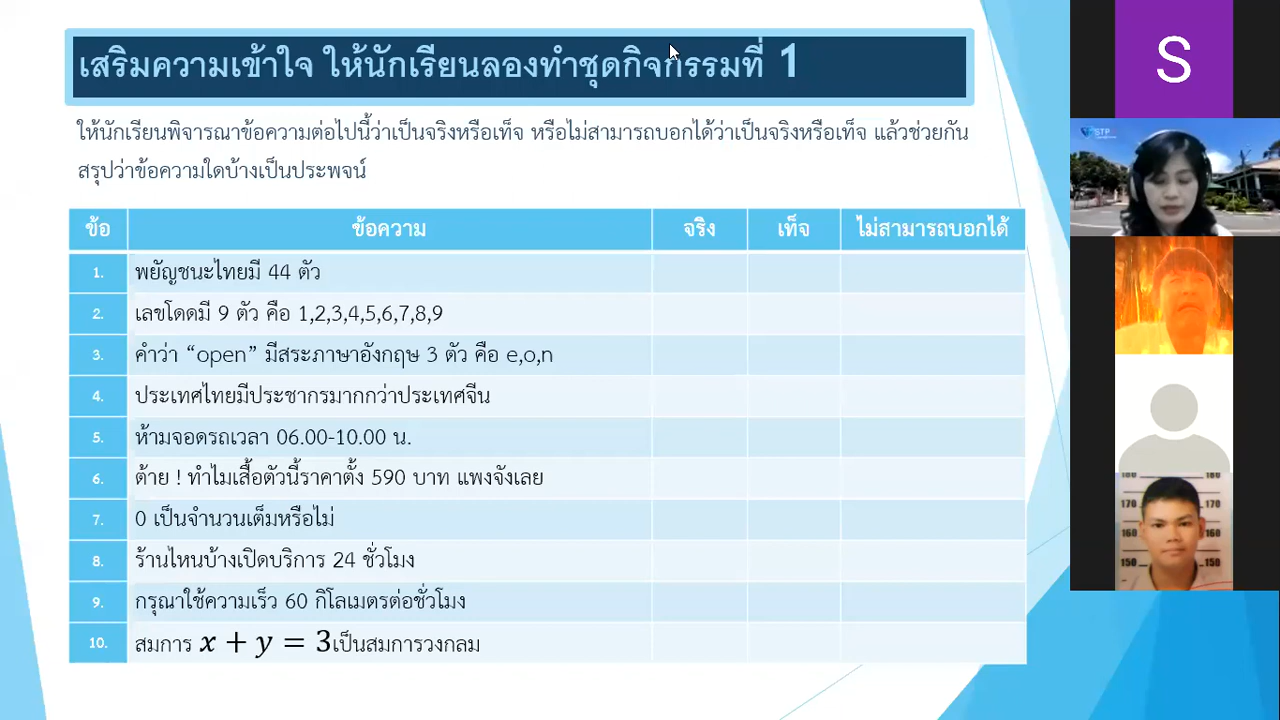 เสริมความเข้าใจ ให้นักเรียนลองทำชุดกิจกรรมที่ 1
ให้นักเรียนพิจารณาข้อความต่อไปนี้ว่าเป็นจริงหรือเท็จ หรือไม่สามารถบอกได้ว่าเป็นจริงหรือเท็จ แล้วช่วยกัน
สรุปว่าข้อความใดบ้างเป็นประพจน์
ข้อ ข้อความ จริง เท็จ ไม่สามารถบอกได้
1. พยัญชนะไทยมี 44 ตัว
2. เลขโดดมี 9 ตัว คือ 1,2,3,4,5,6,7,8,9
3. คำว่า “open” มีสระภาษาอังกฤษ 3 ตัว คือ e,o,n
4. ประเทศไทยมีประชากรมากกว่าประเทศจีน
5. ห้ามจอดรถเวลา 06.00-10.00 น.
6. ต้าย ! ทำไมเสื้อตัวนี้ราคาตั้ง 590 บาท แพงจังเลย
7. 0 เป็นจำนวนเต็มหรือไม่
8. ร้านไหนบ้างเปิดบริการ 24 ชั่วโมง
9. กรุณาใช้ความเร็ว 60 กิโลเมตรต่อชั่วโมง
10. สมการ x + y = 3เป็นสมการวงกลม
S
STP
180 180
170 170
160 160
150 150